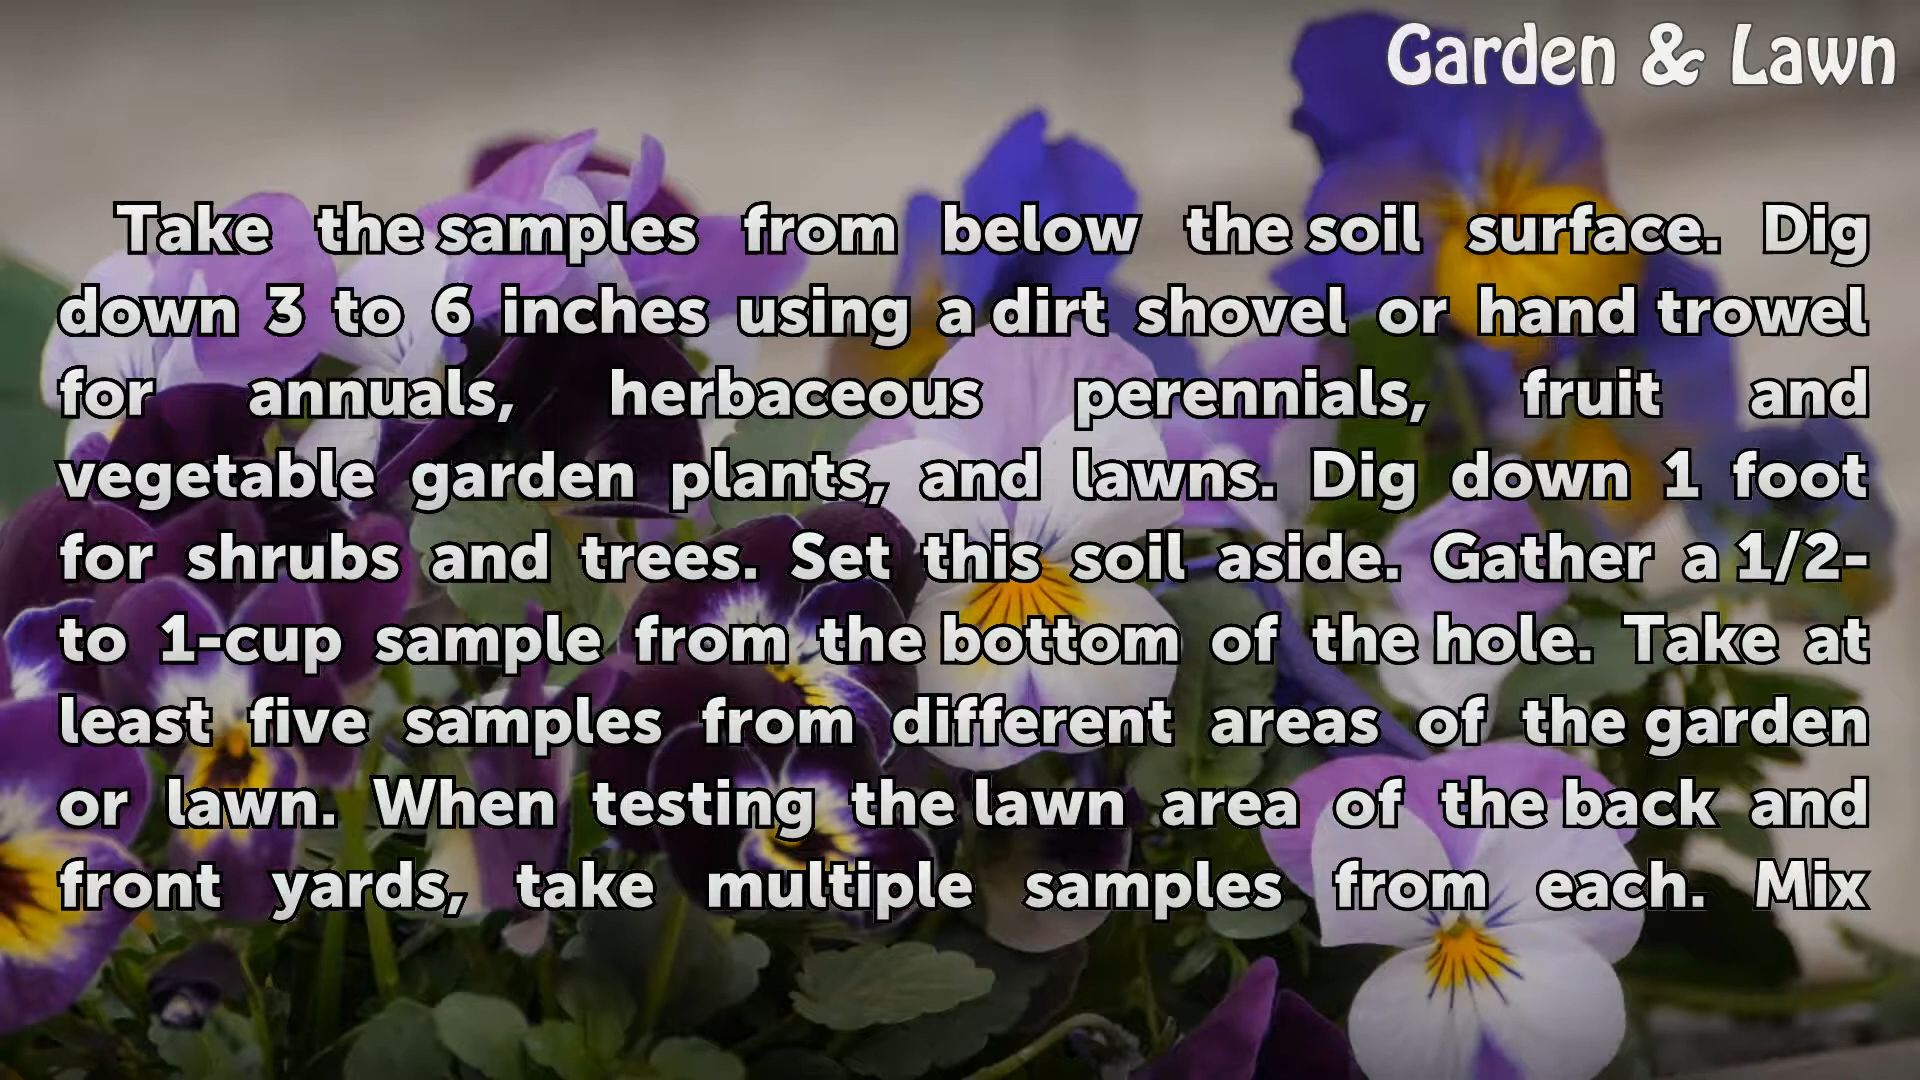 Garden & Lawn
Take the samples from below the soil surface. Dig
down 3 to 6 inches using a dirt shovel or hand trowel
for annuals, herbaceous perennials, fruit and
vegetable garden plants, and lawns. Dig down 1 foot
for shrubs and trees. Set this soil aside. Gather a 1/2-
to 1-cup sample from the bottom of the hole. Take at
least five samples from different areas of the garden
or lawn. When testing the lawn area of the back and
front yards, take multiple samples from each. Mix